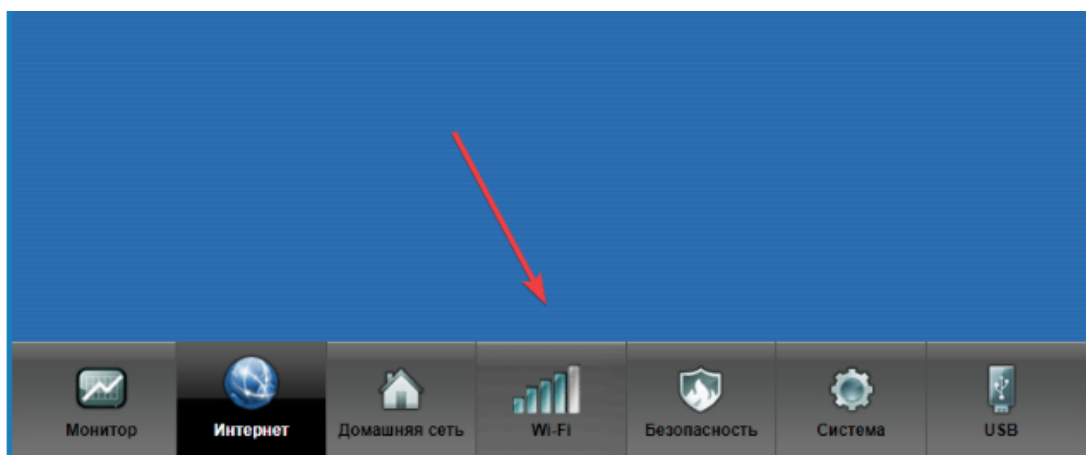 Монитор
Интернет
Домашняя сеть
Wi-Fi
Безопасность
Система
USB